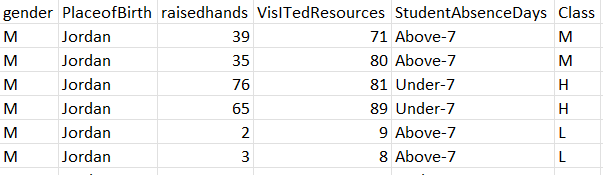 gender PlaceofBirth raisedhands VisITedResources StudentAbsenceDays Class
M Jordan 39 71 Above-7 M
M Jordan 35 80 Above-7 M
M Jordan 76 81 Under-7 H
M Jordan 65 89 Under-7 H
M Jordan 2 9 Above-7 L
M Jordan 3 8 Above-7 L